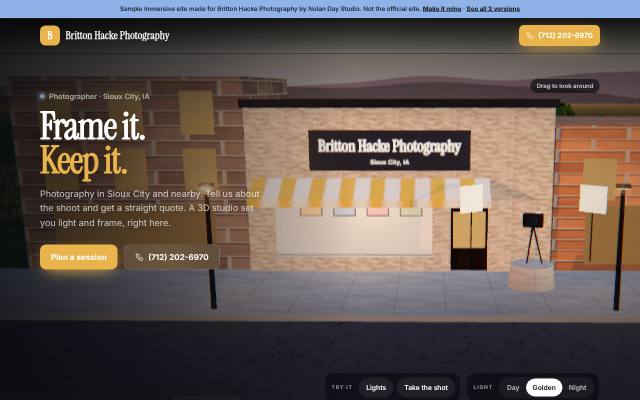 Sample Immersive site made for Britton Hacke Photography by Nolan Day Studio. Not the official site. Make it mine · See all 3 versions
B Britton Hacke Photography
(712) 202-6970
Drag to look around
Photographer · Sioux City, IA
Frame it.
Keep it.
Britton Hacke Photography
Sioux City, IA
Photography in Sioux City and nearby. Tell us about
the shoot and get a straight quote. A 3D studio set
you light and frame, right here.
Plan a session
(712) 202-6970
TRY IT Lights Take the shot
LIGHT Day Golden Night